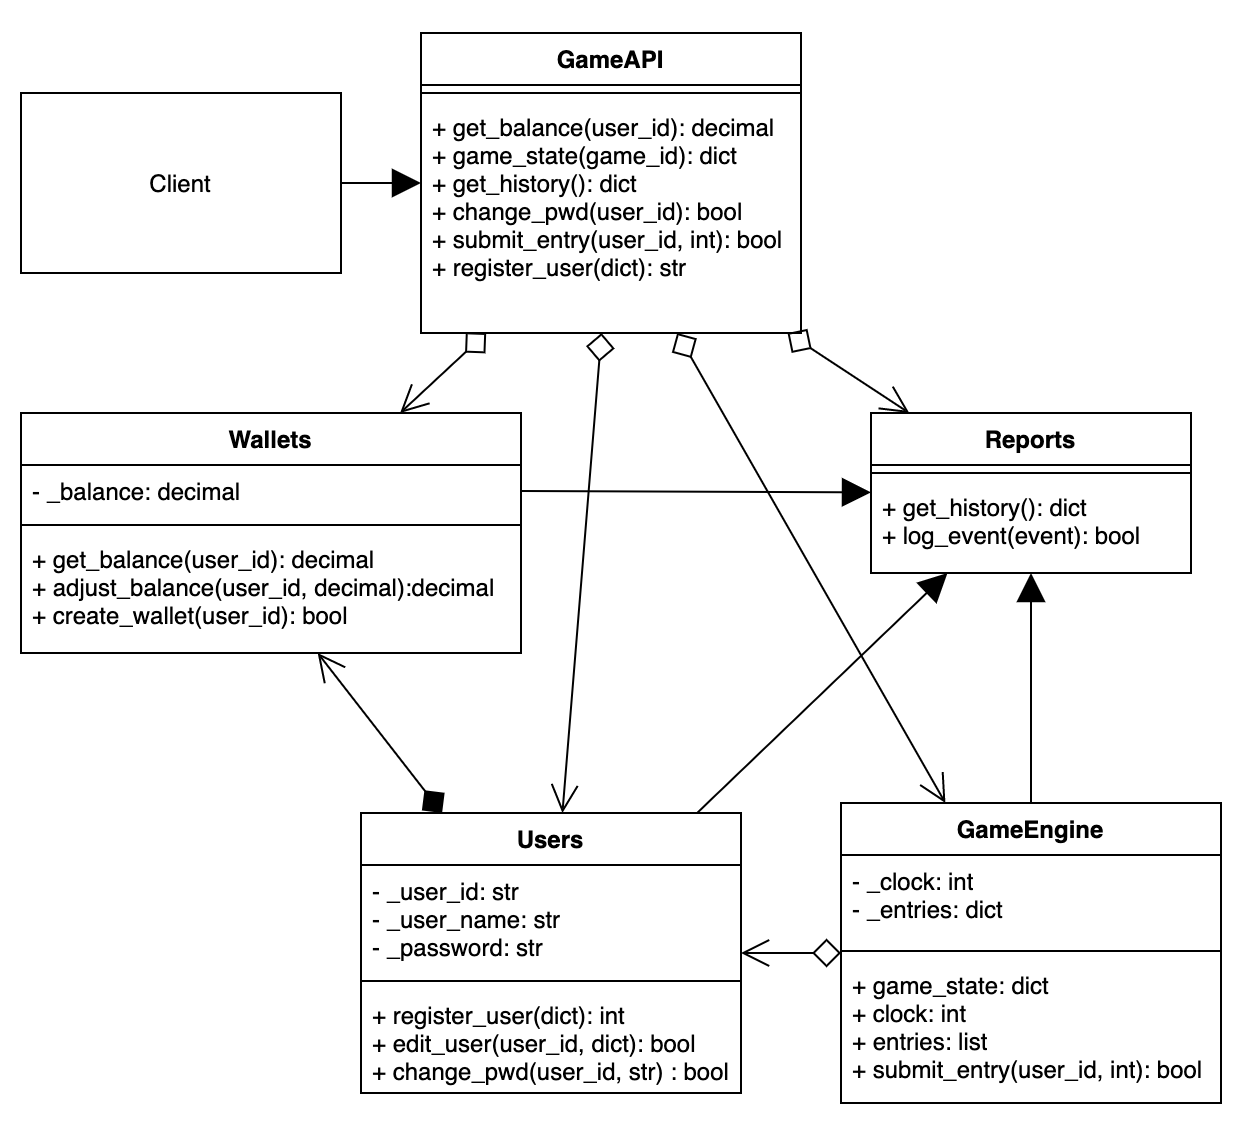 GameAPI
+ get_balance(user_id): decimal
+ game_state(game_id): dict
+ get_history(): dict
+ change_pwd(user_id): bool
+ submit_entry(user_id, int): bool
+ register_user(dict): str
Client
Wallets
- _balance: decimal
+ get_balance(user_id): decimal
+ adjust_balance(user_id, decimal):decimal
+ create_wallet(user_id): bool
Reports
+ get_history(): dict
+ log_event(event): bool
Users
- _user_id: str
- _user_name: str
- _password: str
+ register_user(dict): int
+ edit_user(user_id, dict): bool
+ change_pwd(user_id, str) : bool
GameEngine
- _clock: int
- _entries: dict
+ game_state: dict
+ clock: int
+ entries: list
+ submit_entry(user_id, int): bool